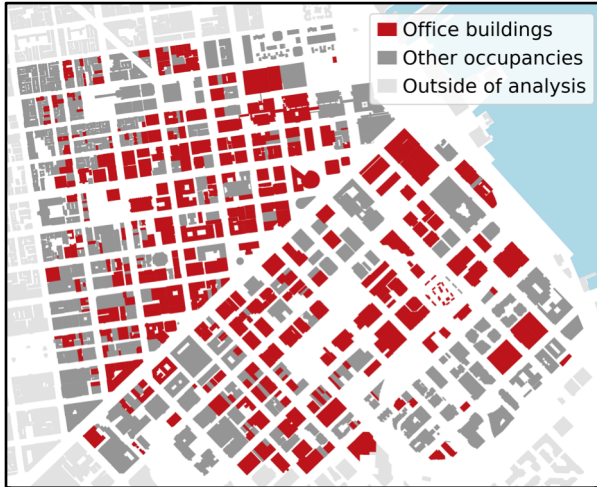 Office buildings
Other occupancies
Outside of analysis